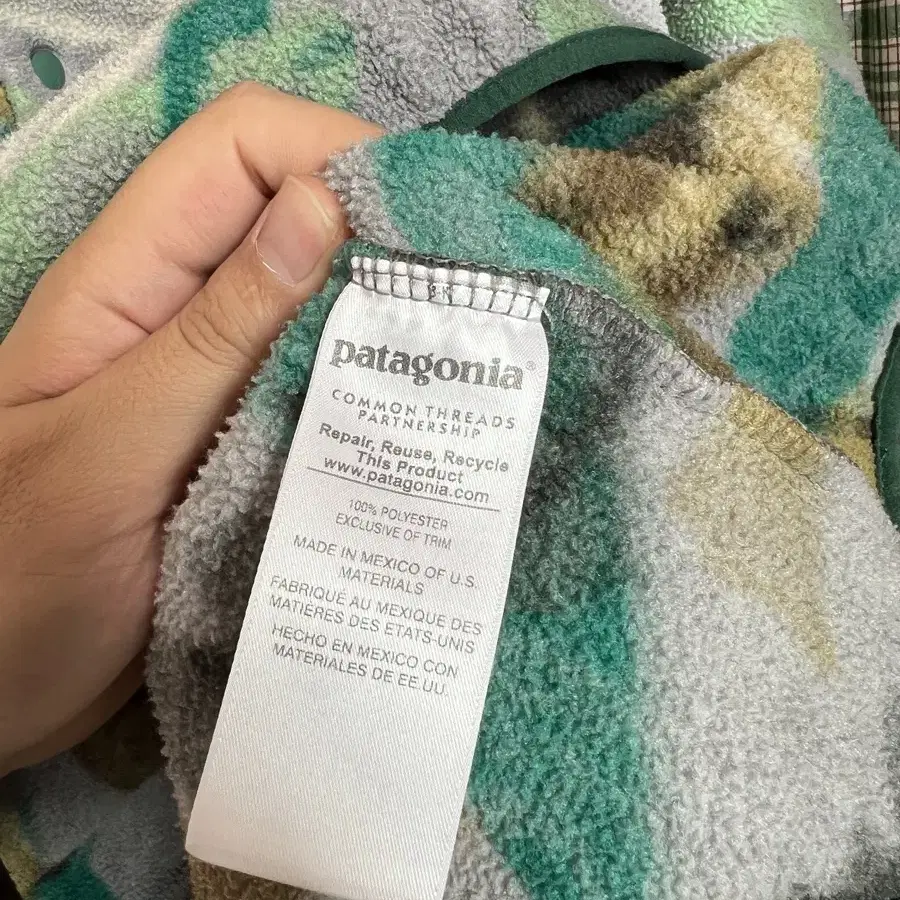 patagonia®
COMMON THREADS
PARTNERSHIP
Repair, Reuse, Recycle
This Product
www.patagonia.com
100% POLYESTER
EXCLUSIVE OF TRIM
MADE IN MEXICO OF U.S.
MATERIALS
FABRIQUÉ AU MEXIQUE DES
MATIÈRES DES ETATS-UNIS
HECHO EN MEXICO CON
MATERIALES DE EE.UU.